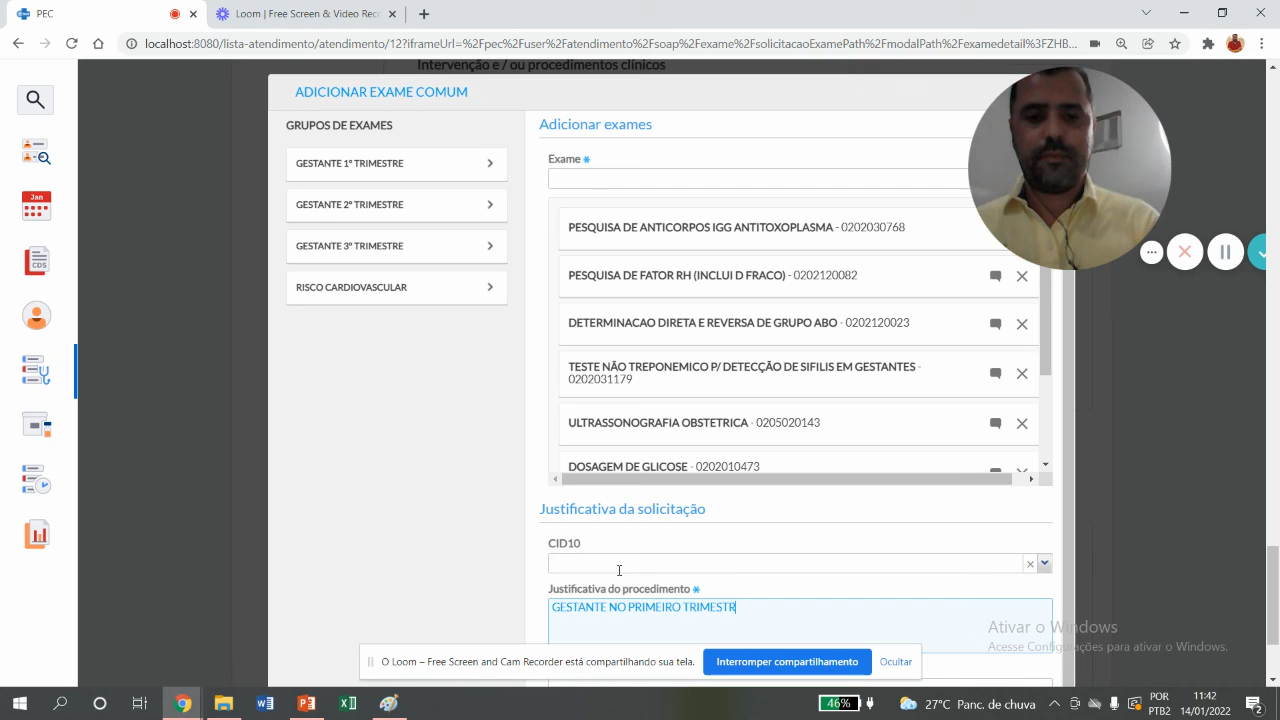 PEC
Loom | Free Screen & Video Reco
localhost:8080/lista-atendimento/12?iframeUrl=%2Fpec%2Fuser%2Fatendimento%2Fexame%2FsolicitacaoExamePath%2FmodalPath%2Fexamedetail%2FZHB...
Intervenção e / ou procedimentos clínicos
ADICIONAR EXAME COMUM
GRUPOS DE EXAMES
GESTANTE 1º TRIMESTRE
GESTANTE 2º TRIMESTRE
GESTANTE 3º TRIMESTRE
RISCO CARDIOVASCULAR
Jan
CDS
Adicionar exames
Exame *
PESQUISA DE ANTICORPOS IGG ANTITOXOPLASMA - 0202030768
PESQUISA DE FATOR RH (INCLUI D FRACO) - 0202120082
DETERMINACAO DIRETA E REVERSA DE GRUPO ABO - 0202120023
TESTE NÃO TREPONEMICO P/ DETECÇÃO DE SIFILIS EM GESTANTES -
0202031179
ULTRASSONOGRAFIA OBSTETRICA - 0205020143
DOSAGEM DE GLICOSE - 0202010473
Justificativa da solicitação
CID10
Justificativa do procedimento *
GESTANTE NO PRIMEIRO TRIMESTR
Ativar o Windows
Acesse Configurações para ativar o Windows.
O Loom – Free Screen and Cam Recorder está compartilhando sua tela.
Interromper compartilhamento
Ocultar
46%
27°C Panc. de chuva
POR
PTB2
11:42
14/01/2022
2